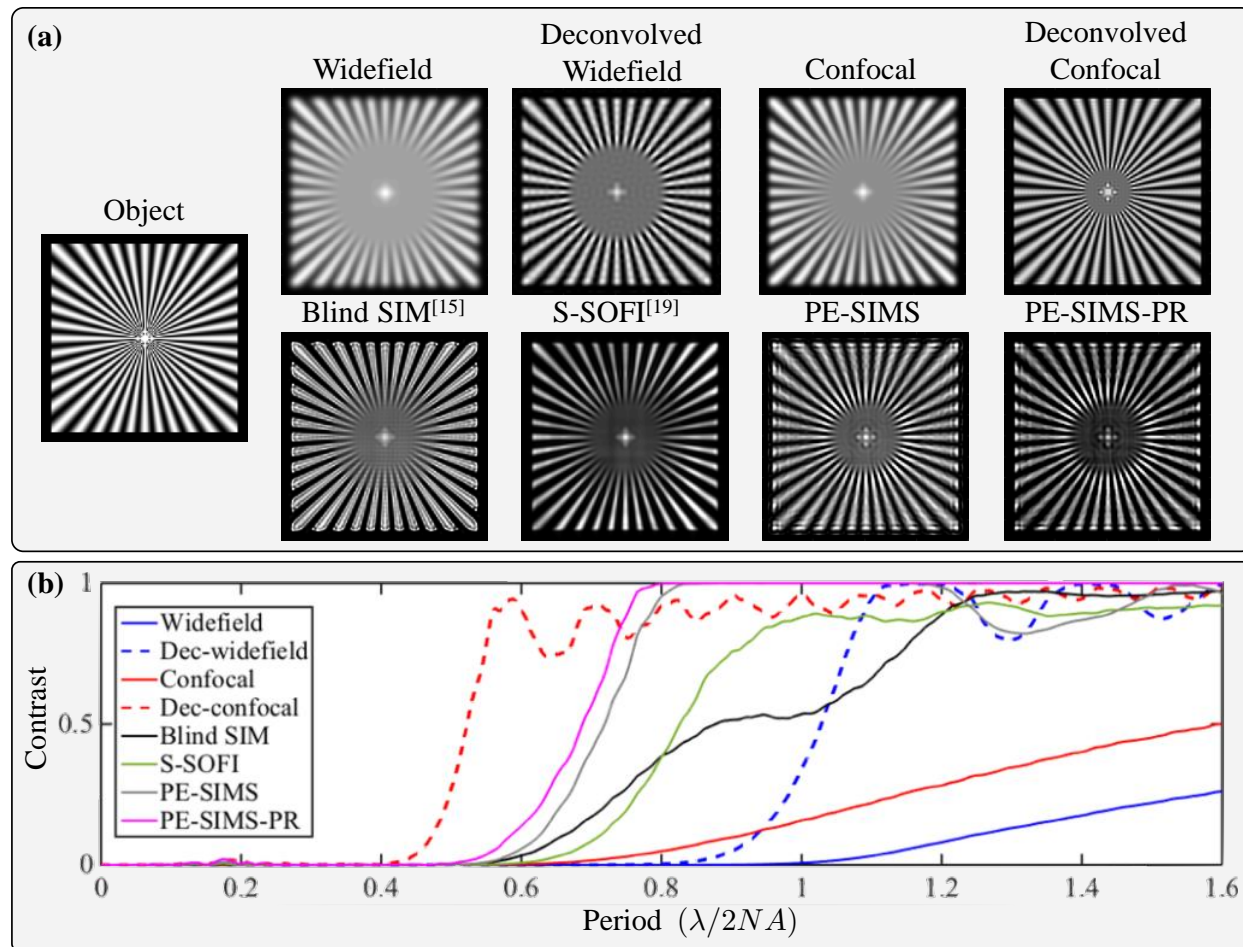 (a)
Deconvolved
Deconvolved
Widefield
Widefield
Confocal
Confocal
Object
Blind SIM[15]
S-SOFI[19]
PE-SIMS
PE-SIMS-PR
(b)
1
Widefield
Dec-widefield
Confocal
Dec-confocal
Blind SIM
S-SOFI
PE-SIMS
PE-SIMS-PR
Contrast
0.5
0
0 0.2 0.4 0.6 0.8 1 1.2 1.4 1.6
Period (λ/2NA)